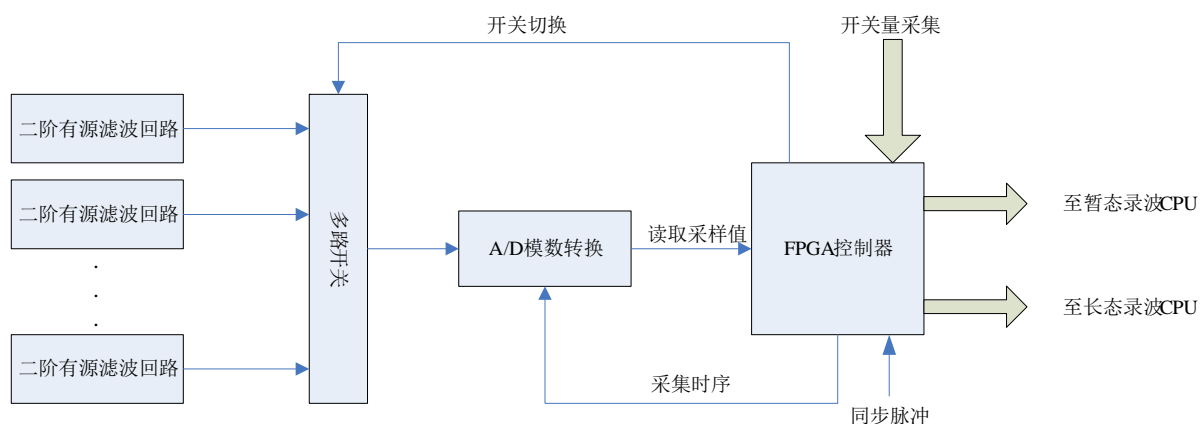 开关切换
开关量采集
二阶有源滤波回路
二阶有源滤波回路
.
.
.
二阶有源滤波回路
多路开关
A/D模数转换
读取采样值
FPGA控制器
至暂态录波CPU
至长态录波CPU
采集时序
同步脉冲